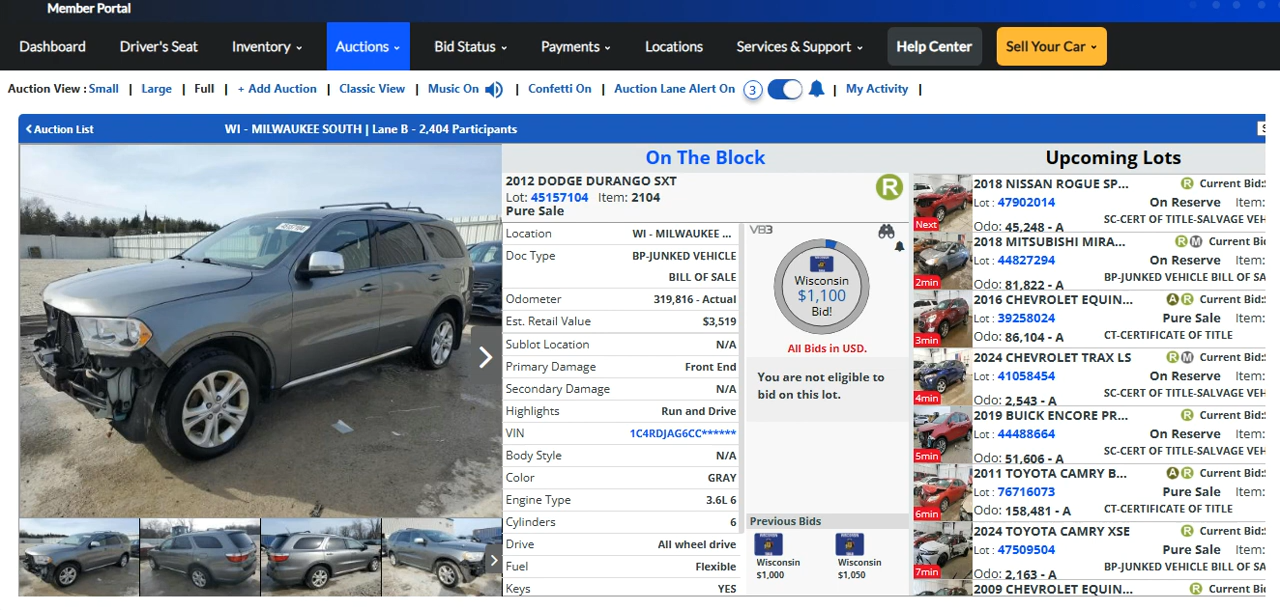 Member Portal
Dashboard
Driver's Seat
Inventory
Auctions
Bid Status
Payments
Locations
Services & Support
Help Center
Sell Your Car
Auction View : Small | Large | Full | + Add Auction | Classic View | Music On | Confetti On | Auction Lane Alert On 3 | My Activity |
Auction List
WI - MILWAUKEE SOUTH | Lane B - 2,404 Participants
On The Block
2012 DODGE DURANGO SXT
Lot: 45157104 Item: 2104
Pure Sale
R
Location WI - MILWAUKEE ...
Doc Type BP-JUNKED VEHICLE
BILL OF SALE
Odometer 319,816 - Actual
Est. Retail Value $3,519
Sublot Location N/A
Primary Damage Front End
Secondary Damage N/A
Highlights Run and Drive
VIN 1C4RDJAG6CC******
Body Style N/A
Color GRAY
Engine Type 3.6L 6
Cylinders 6
Drive All wheel drive
Fuel Flexible
Keys YES
VB3
Wisconsin
$1,100
Bid!
All Bids in USD.
You are not eligible to
bid on this lot.
Previous Bids
Wisconsin
$1,000
Wisconsin
$1,050
Upcoming Lots
2018 NISSAN ROGUE SP... R Current Bid:
Lot : 47902014 On Reserve Item:
SC-CERT OF TITLE-SALVAGE VEH
Next Odo: 45,248 - A
2018 MITSUBISHI MIRA... R M Current Bi
Lot : 44827294 On Reserve Item:
BP-JUNKED VEHICLE BILL OF SA
2min Odo: 81,822 - A
2016 CHEVROLET EQUIN... A R Current Bid:
Lot : 39258024 Pure Sale Item:
CT-CERTIFICATE OF TITLE
3min Odo: 86,104 - A
2024 CHEVROLET TRAX LS R M Current Bid:
Lot : 41058454 On Reserve Item:
SC-CERT OF TITLE-SALVAGE VEH
4min Odo: 2,543 - A
2019 BUICK ENCORE PR... R Current Bid:
Lot : 44488664 On Reserve Item:
SC-CERT OF TITLE-SALVAGE VEH
5min Odo: 51,606 - A
2011 TOYOTA CAMRY B... A R Current Bid:
Lot : 76716073 Pure Sale Item:
CT-CERTIFICATE OF TITLE
6min Odo: 158,481 - A
2024 TOYOTA CAMRY XSE R Current Bid:
Lot : 47509504 Pure Sale Item:
BP-JUNKED VEHICLE BILL OF SA
7min Odo: 2,163 - A
2009 CHEVROLET EQUIN... R Current Bi